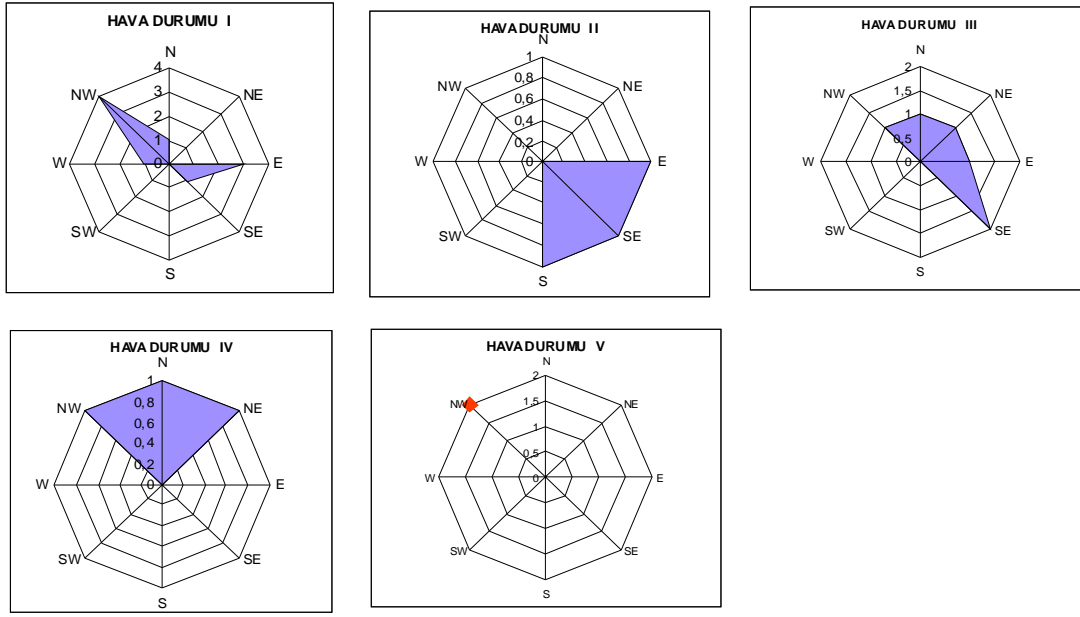 HAVA DURUMU I
N
4
NW
NE
3
2
1
W
0
E
SW
SE
S
HAVA DURUMU II
N
1
NW
0,8
NE
0,6
0,4
0,2
W
0
E
SW
SE
S
HAVA DURUMU III
N
2
NW
1,5
NE
1
0,5
W
0
E
SW
SE
S
HAVA DURUMU IV
N
1
NW
0,8
NE
0,6
0,4
0,2
W
0
E
SW
SE
S
HAVA DURUMU V
N
2
NW
NE
1,5
1
0,5
W
0
E
SW
SE
S